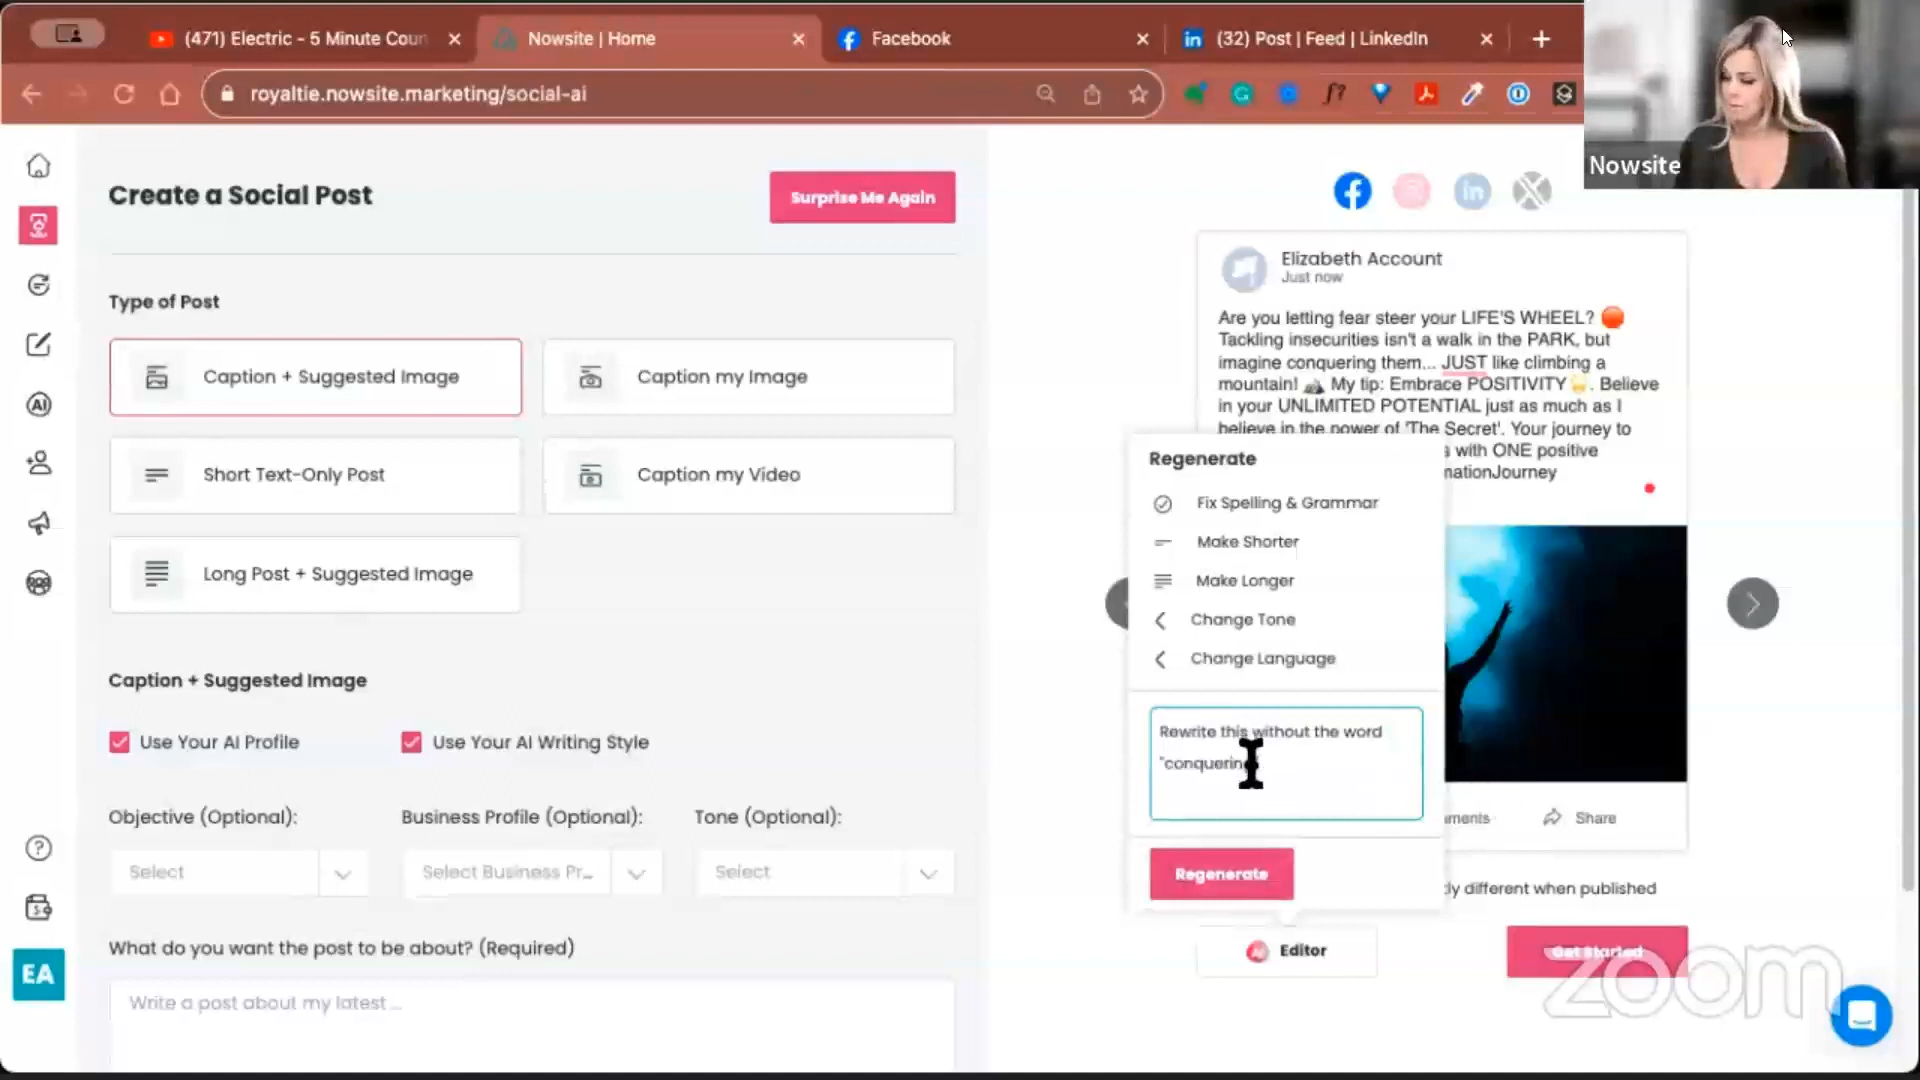 (471) Electric - 5 Minute Coun
Nowsite | Home
Facebook
(32) Post | Feed | LinkedIn
royaltie.nowsite.marketing/social-ai
Nowsite
Create a Social Post
Surprise Me Again
Type of Post
Caption + Suggested Image
Caption my Image
Short Text-Only Post
Caption my Video
Long Post + Suggested Image
Caption + Suggested Image
Use Your AI Profile
Use Your AI Writing Style
Objective (Optional):
Business Profile (Optional):
Tone (Optional):
Select
Select Business Pr...
Select
What do you want the post to be about? (Required)
Write a post about my latest ...
AI
EA
Elizabeth Account
Just now
Are you letting fear steer your LIFE'S WHEEL?
Tackling insecurities isn't a walk in the PARK, but
imagine conquering them... JUST like climbing a
mountain! My tip: Embrace POSITIVITY . Believe
in your UNLIMITED POTENTIAL just as much as I
believe in the power of 'The Secret'. Your journey to
with ONE positive
mationJourney
Regenerate
Fix Spelling & Grammar
Make Shorter
Make Longer
Change Tone
Change Language
Rewrite this without the word
"conquerin
Regenerate
ments
Share
ly different when published
Editor
Get Started
zoom